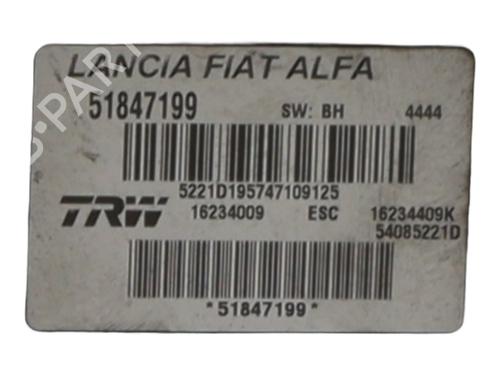 LANCIA FIAT ALFA
51847199 SW: BH 4444
5221D195747109125
TRW 16234009 ESC 16234409K
54085221D
*51847199*